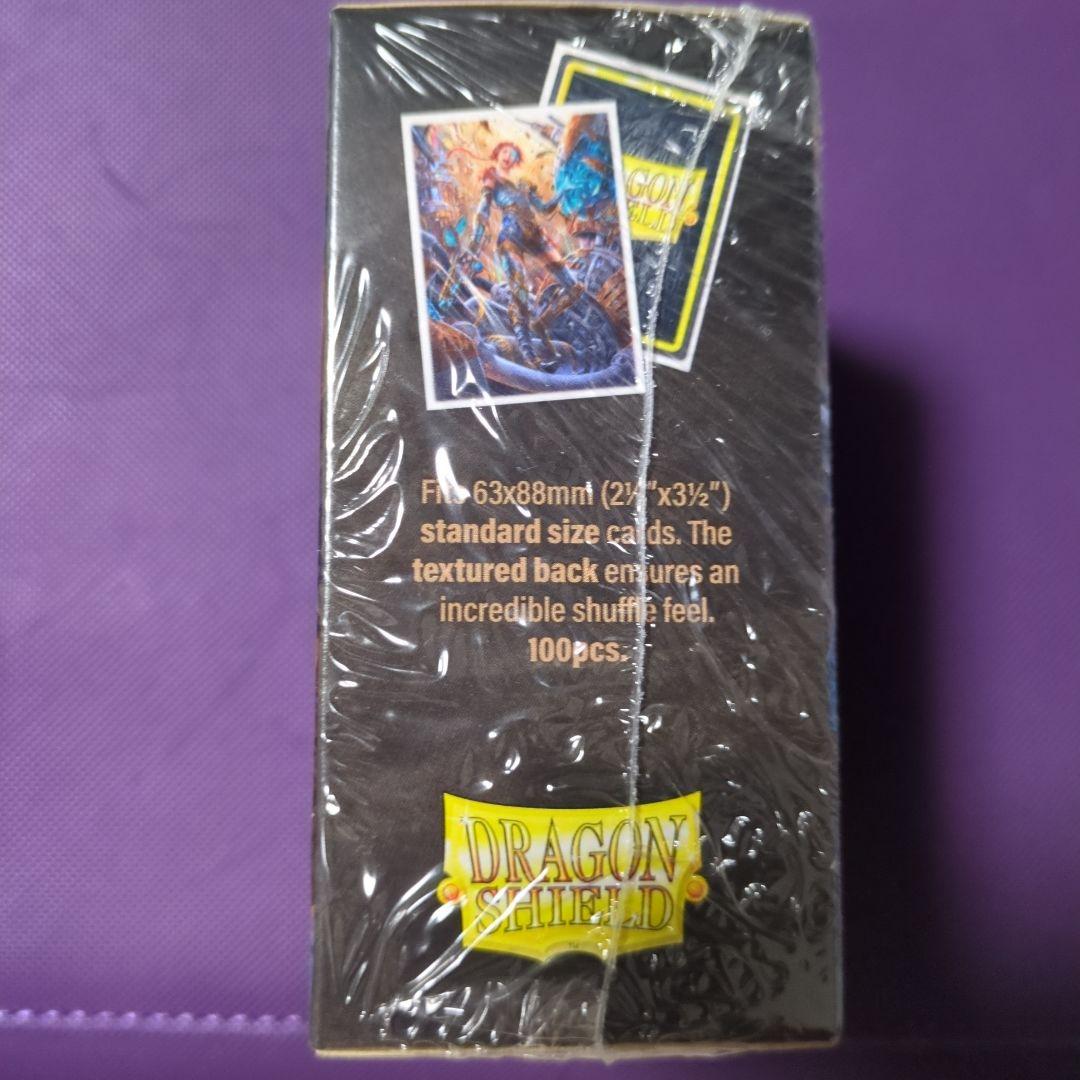 Fits 63x88mm (2½"x3½")
standard size cards. The
textured back ensures an
incredible shuffle feel.
100pcs.
DRAGON
SHIELD
TM